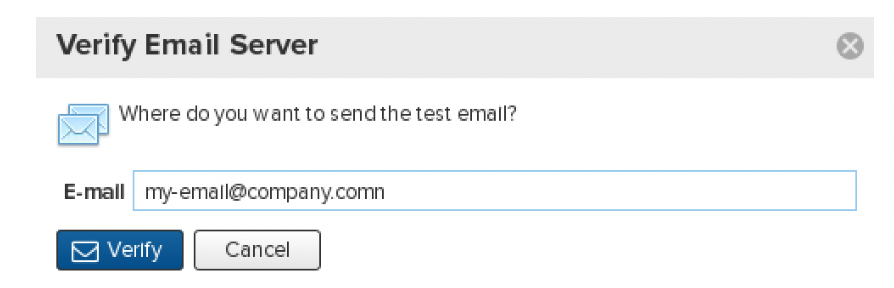 Verify Email Server
Where do you want to send the test email?
E-mail my-email@company.comn
Verify Cancel